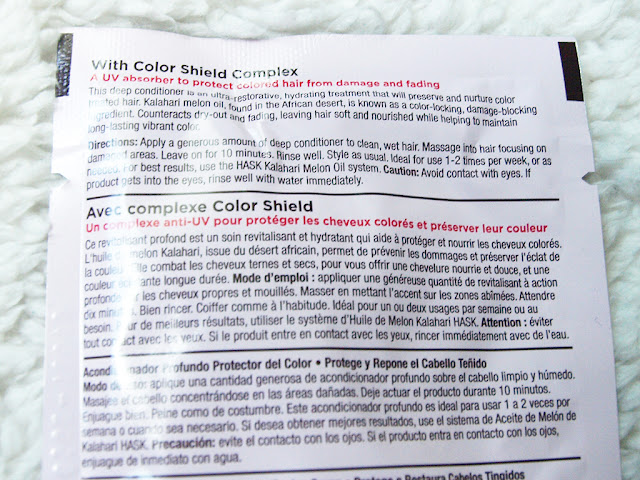 With Color Shield Complex
A UV absorber to protect colored hair from damage and fading
This deep conditioner is an ultra-restorative, hydrating treatment that will preserve and nurture color
treated hair. Kalahari melon oil, found in the African desert, is known as a color-locking, damage-blocking
ingredient. Counteracts dry-out and fading, leaving hair soft and nourished while helping to maintain
long-lasting vibrant color.
Directions: Apply a generous amount of deep conditioner to clean, wet hair. Massage into hair focusing on
damaged areas. Leave on for 10 minutes. Rinse well. Style as usual. Ideal for use 1-2 times per week, or as
needed. For best results, use the HASK Kalahari Melon Oil system. Caution: Avoid contact with eyes. If
product gets into the eyes, rinse well with water immediately.
Avec complexe Color Shield
Un complexe anti-UV pour protéger les cheveux colorés et préserver leur couleur
Ce revitalisant profond est un soin revitalisant et hydratant qui aide à protéger et nourrir les cheveux colorés.
L'huile de melon Kalahari, issue du désert africain, permet de prévenir les dommages et préserver l'éclat de
la couleur. Elle combat les cheveux ternes et secs, pour vous offrir une chevelure nourrie et douce, et une
couleur éclatante longue durée. Mode d'emploi : appliquer une généreuse quantité de revitalisant à action
profonde sur les cheveux propres et mouillés. Masser en mettant l'accent sur les zones abîmées. Attendre
dix minutes. Bien rincer. Coiffer comme à l'habitude. Idéal pour un ou deux usages par semaine ou au
besoin. Pour de meilleurs résultats, utiliser le système d'Huile de Melon Kalahari HASK. Attention : éviter
tout contact avec les yeux. Si le produit entre en contact avec les yeux, rincer immédiatement avec de l'eau.
Acondicionador Profundo Protector del Color • Protege y Repone el Cabello Teñido
Modo de uso: aplique una cantidad generosa de acondicionador profundo sobre el cabello limpio y húmedo.
Masajee el cabello concentrándose en las áreas dañadas. Deje actuar el producto durante 10 minutos.
Enjuague bien. Peine como de costumbre. Este acondicionador profundo es ideal para usar 1 a 2 veces por
semana o cuando sea necesario. Si desea obtener mejores resultados, use el sistema de Aceite de Melón de
Kalahari HASK. Precaución: evite el contacto con los ojos. Si el producto entra en contacto con los ojos,
enjuague de inmediato con agua.
Protege e Restaura Cabelos Tingidos